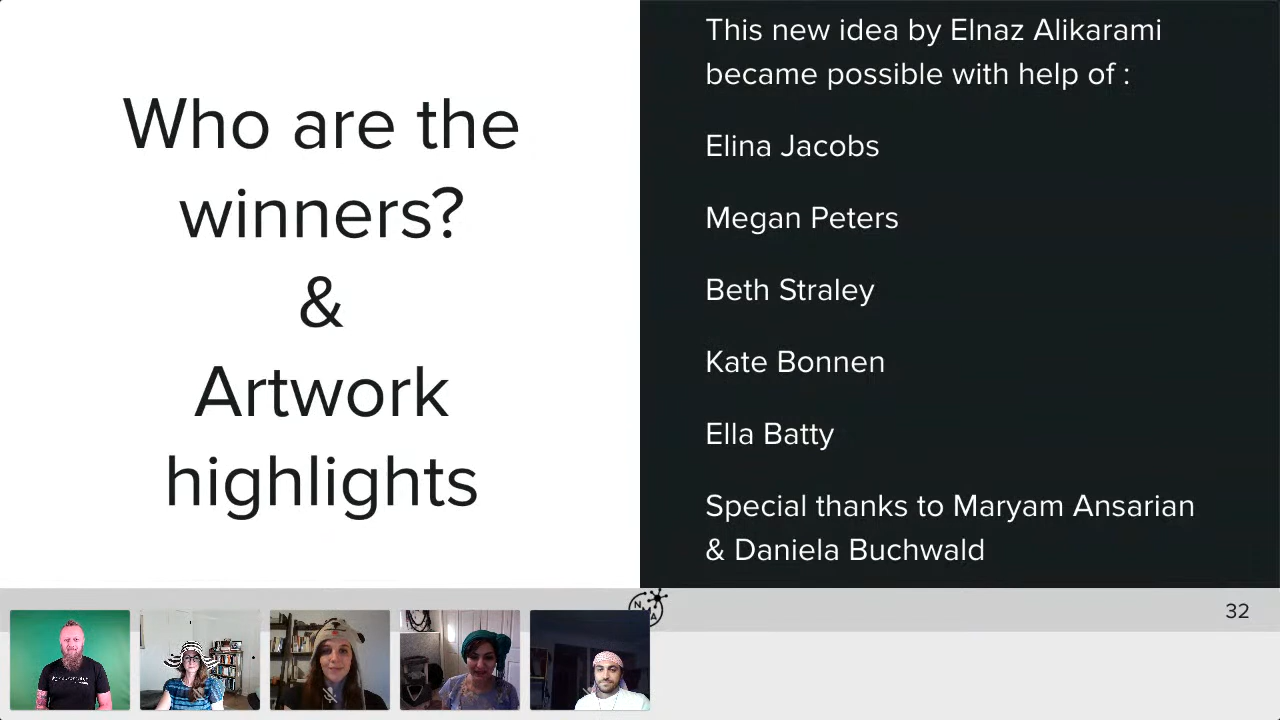 Who are the
winners?
&
Artwork
highlights
This new idea by Elnaz Alikarami
became possible with help of :
Elina Jacobs
Megan Peters
Beth Straley
Kate Bonnen
Ella Batty
Special thanks to Maryam Ansarian
& Daniela Buchwald
32